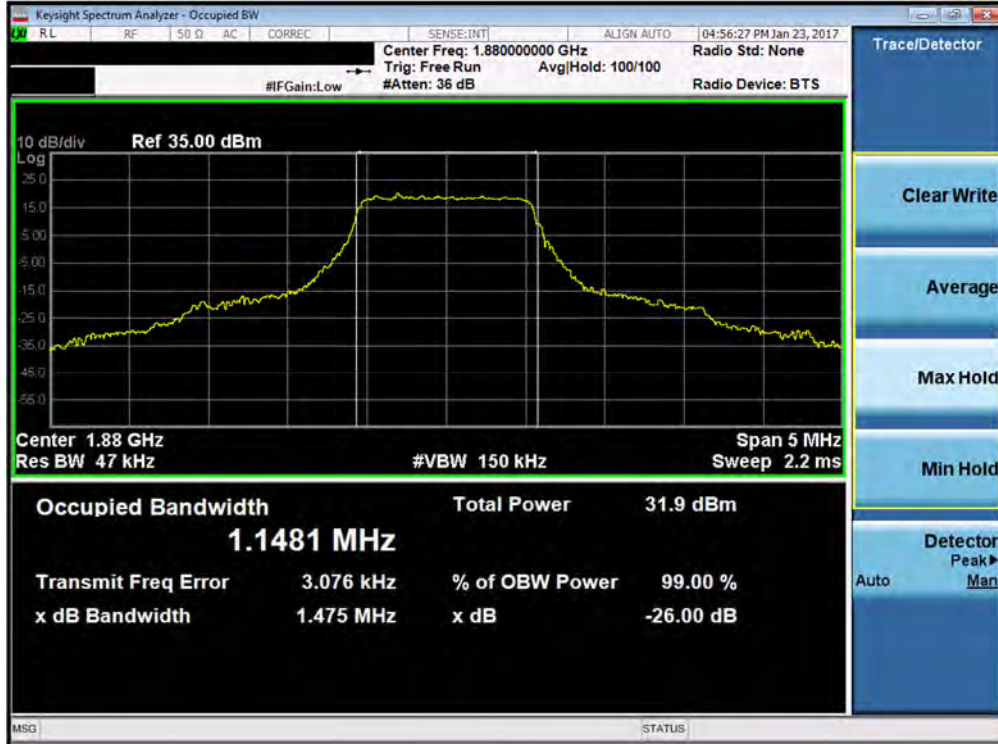 Keysight Spectrum Analyzer - Occupied BW
LXI RL RF 50 Ω AC CORREC SENSE:INT ALIGN AUTO 04:56:27 PM Jan 23, 2017
Center Freq: 1.880000000 GHz Radio Std: None
Trig: Free Run Avg|Hold: 100/100
#IFGain:Low #Atten: 36 dB Radio Device: BTS
Trace/Detector
10 dB/div Ref 35.00 dBm
Log
25.0
15.0
5.00
-5.00
-15.0
-25.0
-35.0
-45.0
-55.0
Center 1.88 GHz Span 5 MHz
Res BW 47 kHz #VBW 150 kHz Sweep 2.2 ms
Clear Write
Average
Max Hold
Min Hold
Detector
Peak▶
Auto Man
Occupied Bandwidth Total Power 31.9 dBm
1.1481 MHz
Transmit Freq Error 3.076 kHz % of OBW Power 99.00 %
x dB Bandwidth 1.475 MHz x dB -26.00 dB
MSG STATUS